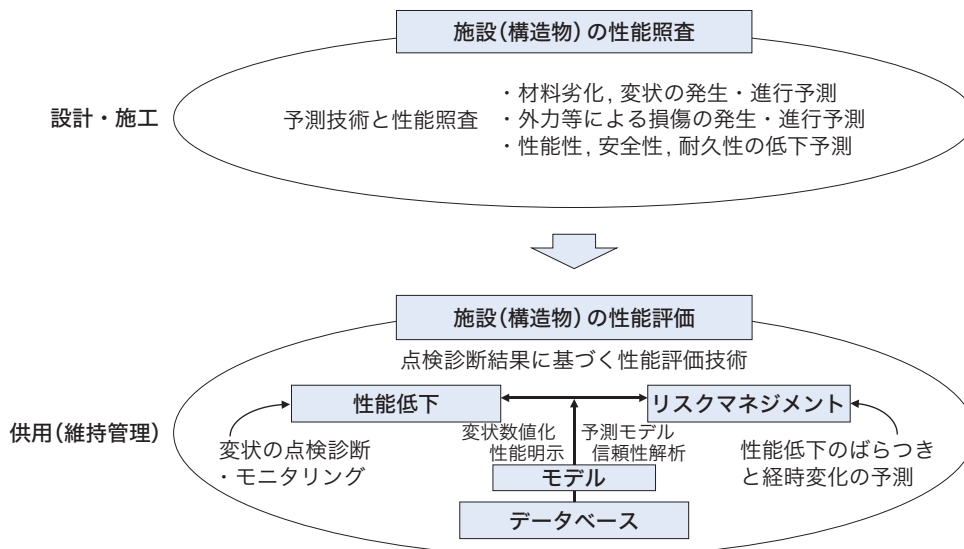 施設(構造物)の性能照査
設計・施工
予測技術と性能照査
・材料劣化, 変状の発生・進行予測
・外力等による損傷の発生・進行予測
・性能性, 安全性, 耐久性の低下予測
施設(構造物)の性能評価
点検診断結果に基づく性能評価技術
性能低下
リスクマネジメント
供用(維持管理)
変状の点検診断
・モニタリング
変状数値化
性能明示
予測モデル
信頼性解析
性能低下のばらつき
と経時変化の予測
モデル
データベース